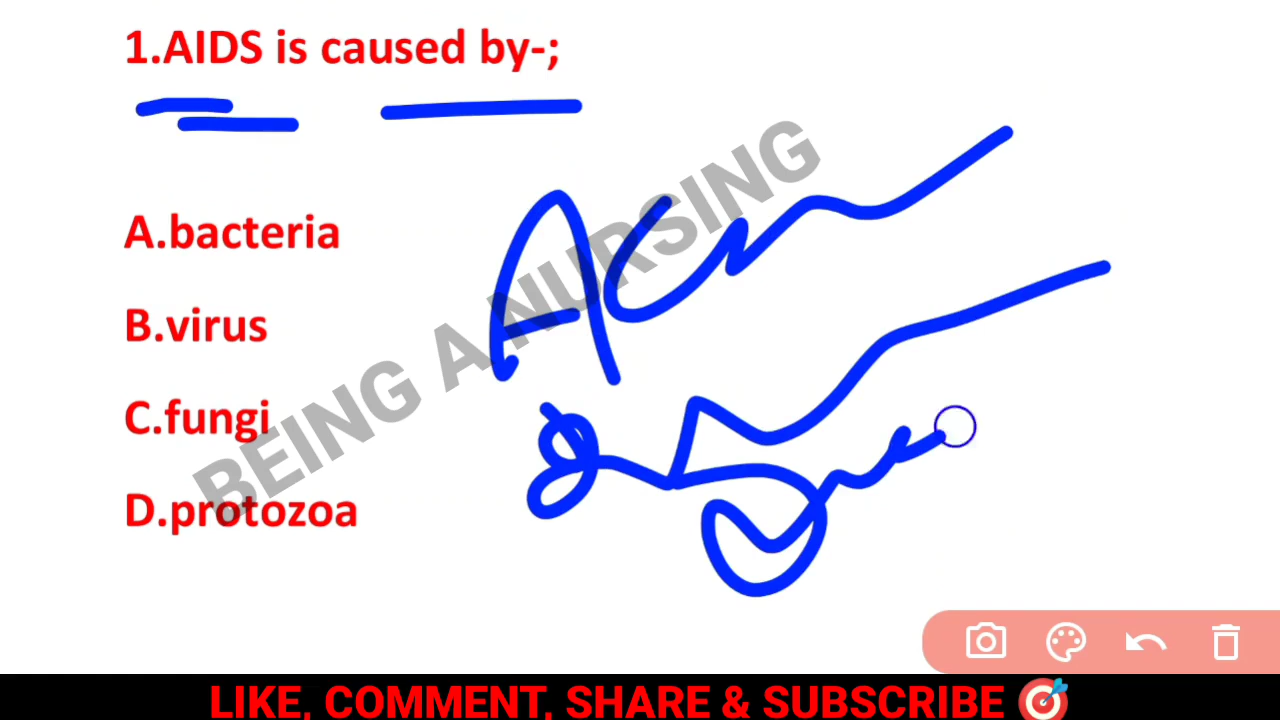 1.AIDS is caused by-;
A.bacteria
B.virus
C.fungi
D.protozoa
BEING A NURSING
LIKE, COMMENT, SHARE & SUBSCRIBE 🎯